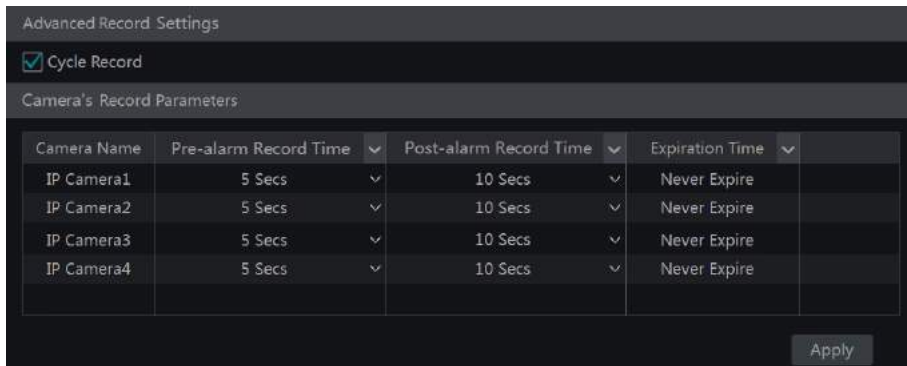 Advanced Record Settings
Cycle Record
Camera's Record Parameters
Camera Name Pre-alarm Record Time Post-alarm Record Time Expiration Time
IP Camera1 5 Secs 10 Secs Never Expire
IP Camera2 5 Secs 10 Secs Never Expire
IP Camera3 5 Secs 10 Secs Never Expire
IP Camera4 5 Secs 10 Secs Never Expire
Apply